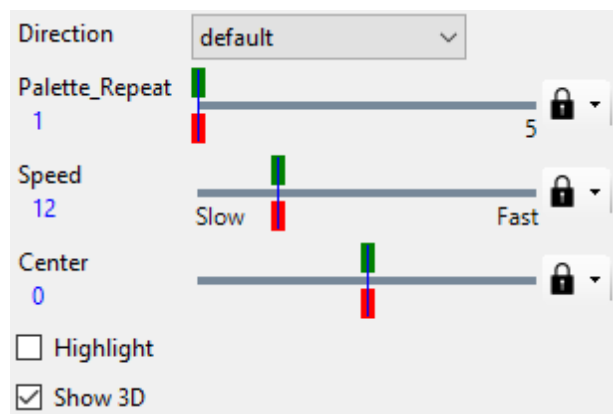 Direction
default
Palette_Repeat
1
5
Speed
12
Slow
Fast
Center
0
Highlight
Show 3D